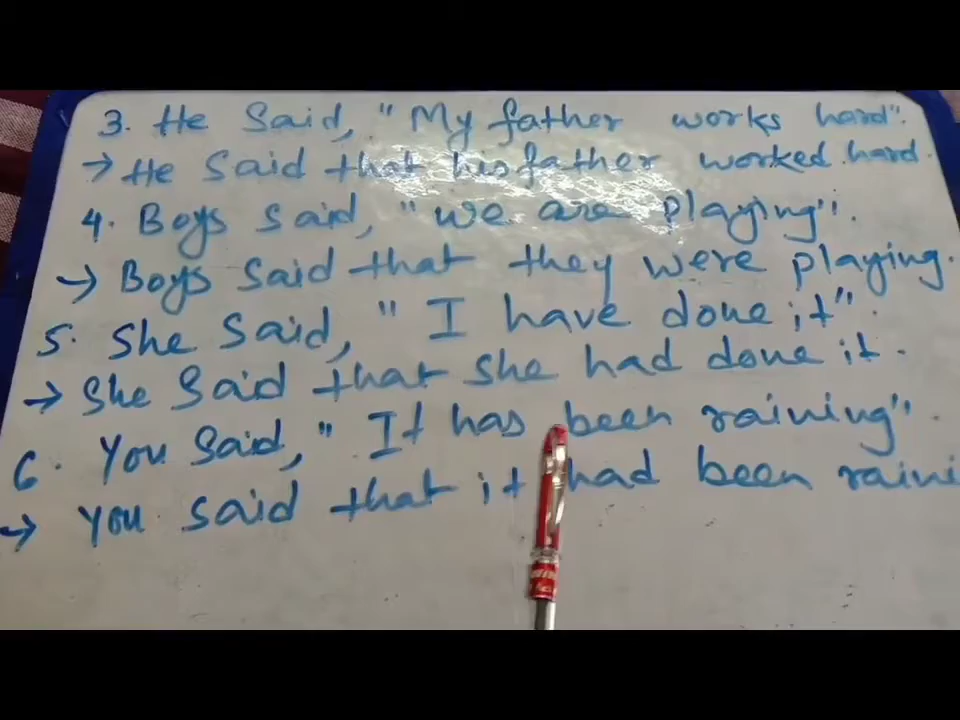 3. He Said, "My father works hard".
→ He Said that his father worked hard.
4. Boys Said, "we are playing".
→ Boys Said that they were playing.
5. She Said, "I have done it".
→ She Said that she had done it.
6. You Said, "It has been raining".
→ You said that it had been raini